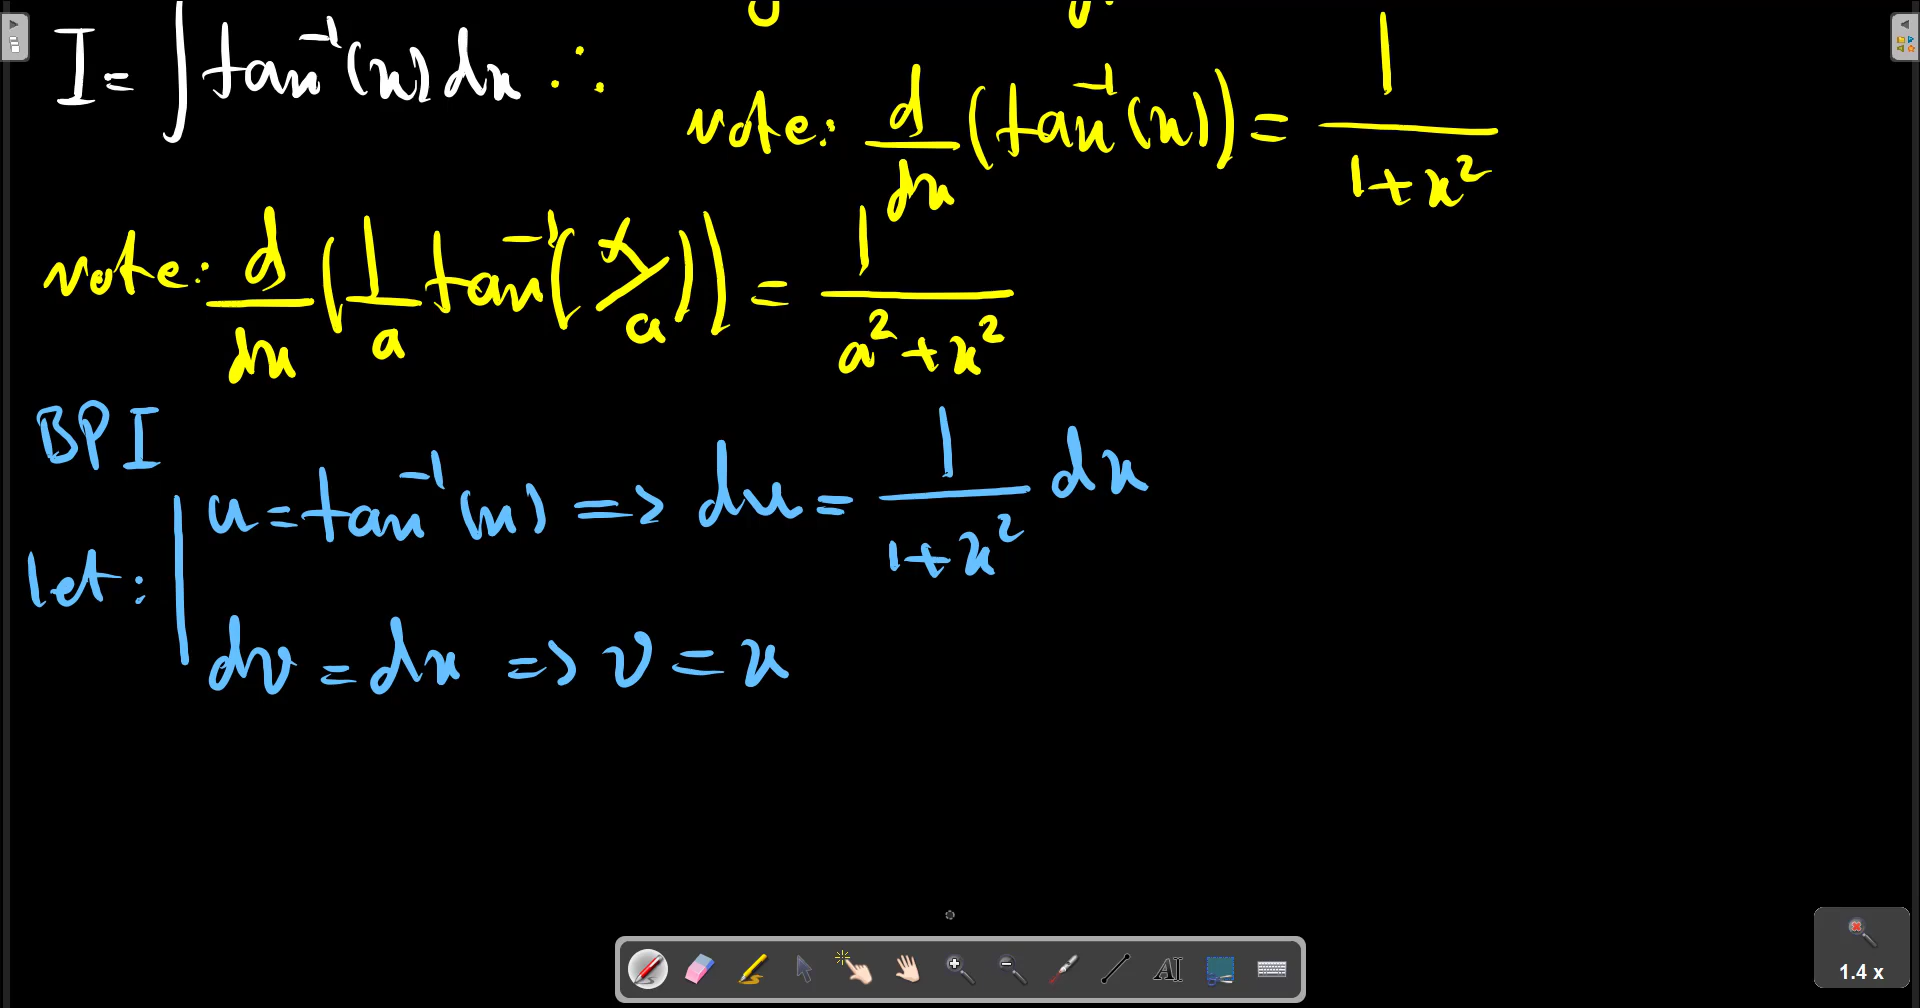 I = ∫ tan⁻¹(x) dx ∴
note: d/dx (tan⁻¹(x)) = 1/(1+x²)
note: d/dx (1/a tan⁻¹(x/a)) = 1/(a²+x²)
BPI
let: u = tan⁻¹(x) => du = 1/(1+x²) dx
dv = dx => v = x
AI
1.4 x